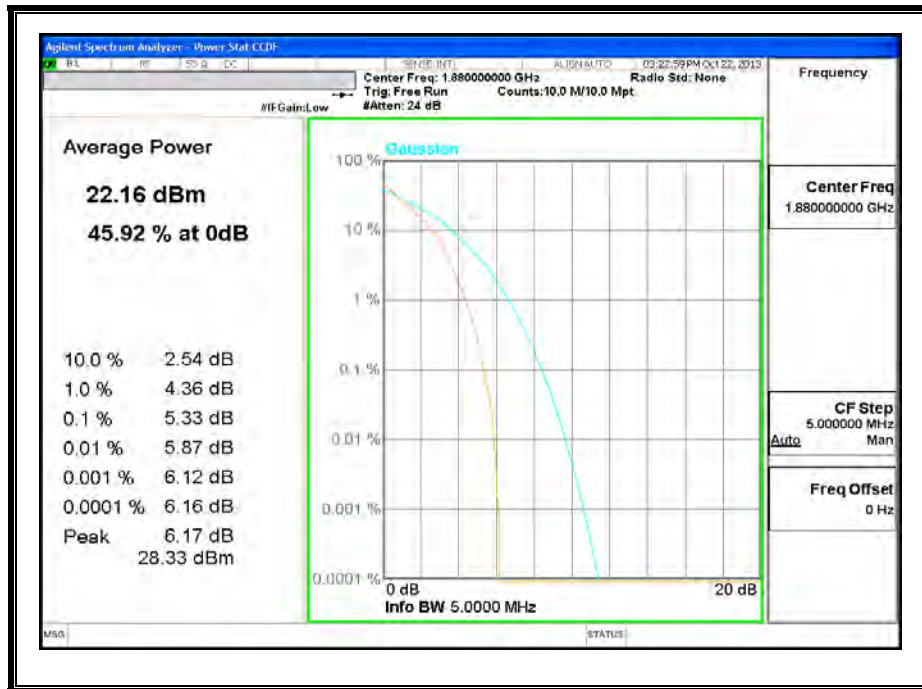 Agilent Spectrum Analyzer - Power Stat CCDF
RL RF 50 Ω DC SENSE:INT ALIGN AUTO 03:22:59 PM Oct 22, 2013
Center Freq: 1.880000000 GHz Radio Std: None
Trig: Free Run Counts:10.0 M/10.0 Mpt
#IFGain:Low #Atten: 24 dB
Frequency
Average Power
22.16 dBm
45.92 % at 0dB
10.0 % 2.54 dB
1.0 % 4.36 dB
0.1 % 5.33 dB
0.01 % 5.87 dB
0.001 % 6.12 dB
0.0001 % 6.16 dB
Peak 6.17 dB
28.33 dBm
Gaussian
100 %
10 %
1 %
0.1 %
0.01 %
0.001 %
0.0001 %
0 dB 20 dB
Info BW 5.0000 MHz
Center Freq
1.880000000 GHz
CF Step
5.000000 MHz
Auto Man
Freq Offset
0 Hz
MSG STATUS